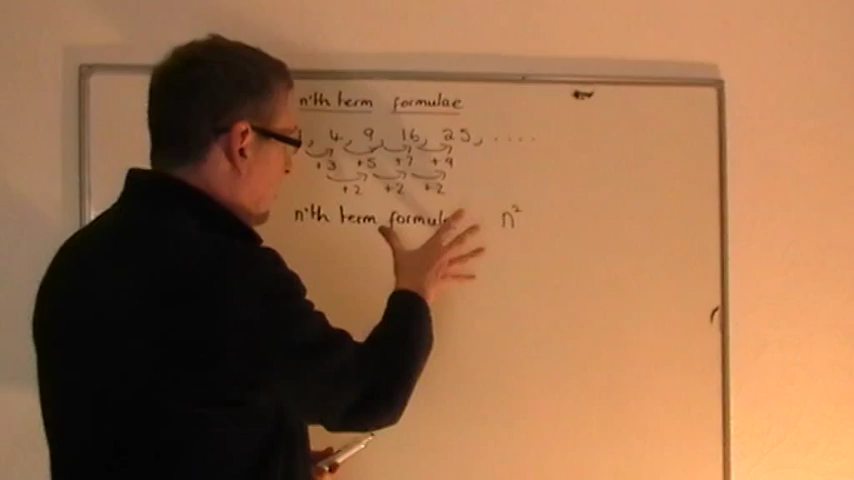 n'th term formulae
1, 4, 9, 16, 25, ....
+3 +5 +7 +9
+2 +2 +2
n'th term formula n²